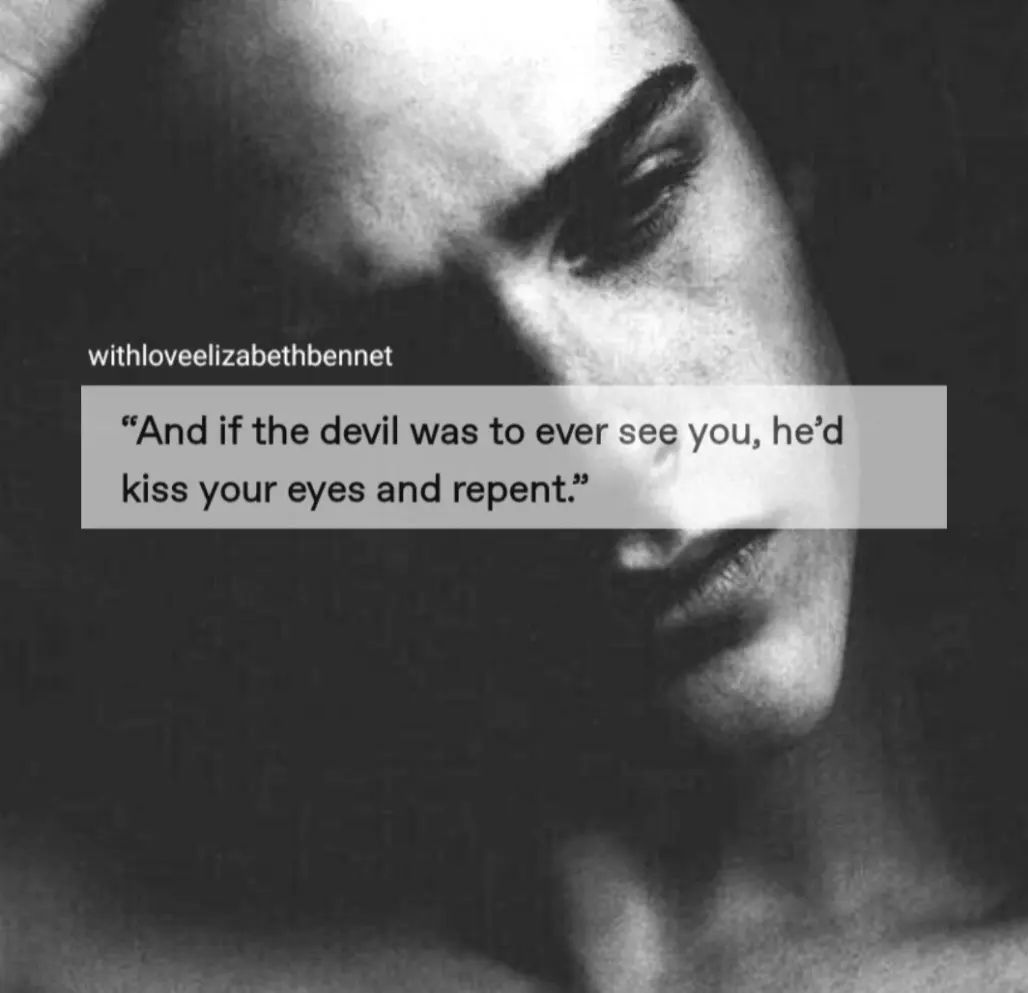 withloveelizabethbennet
“And if the devil was to ever see you, he’d
kiss your eyes and repent.”